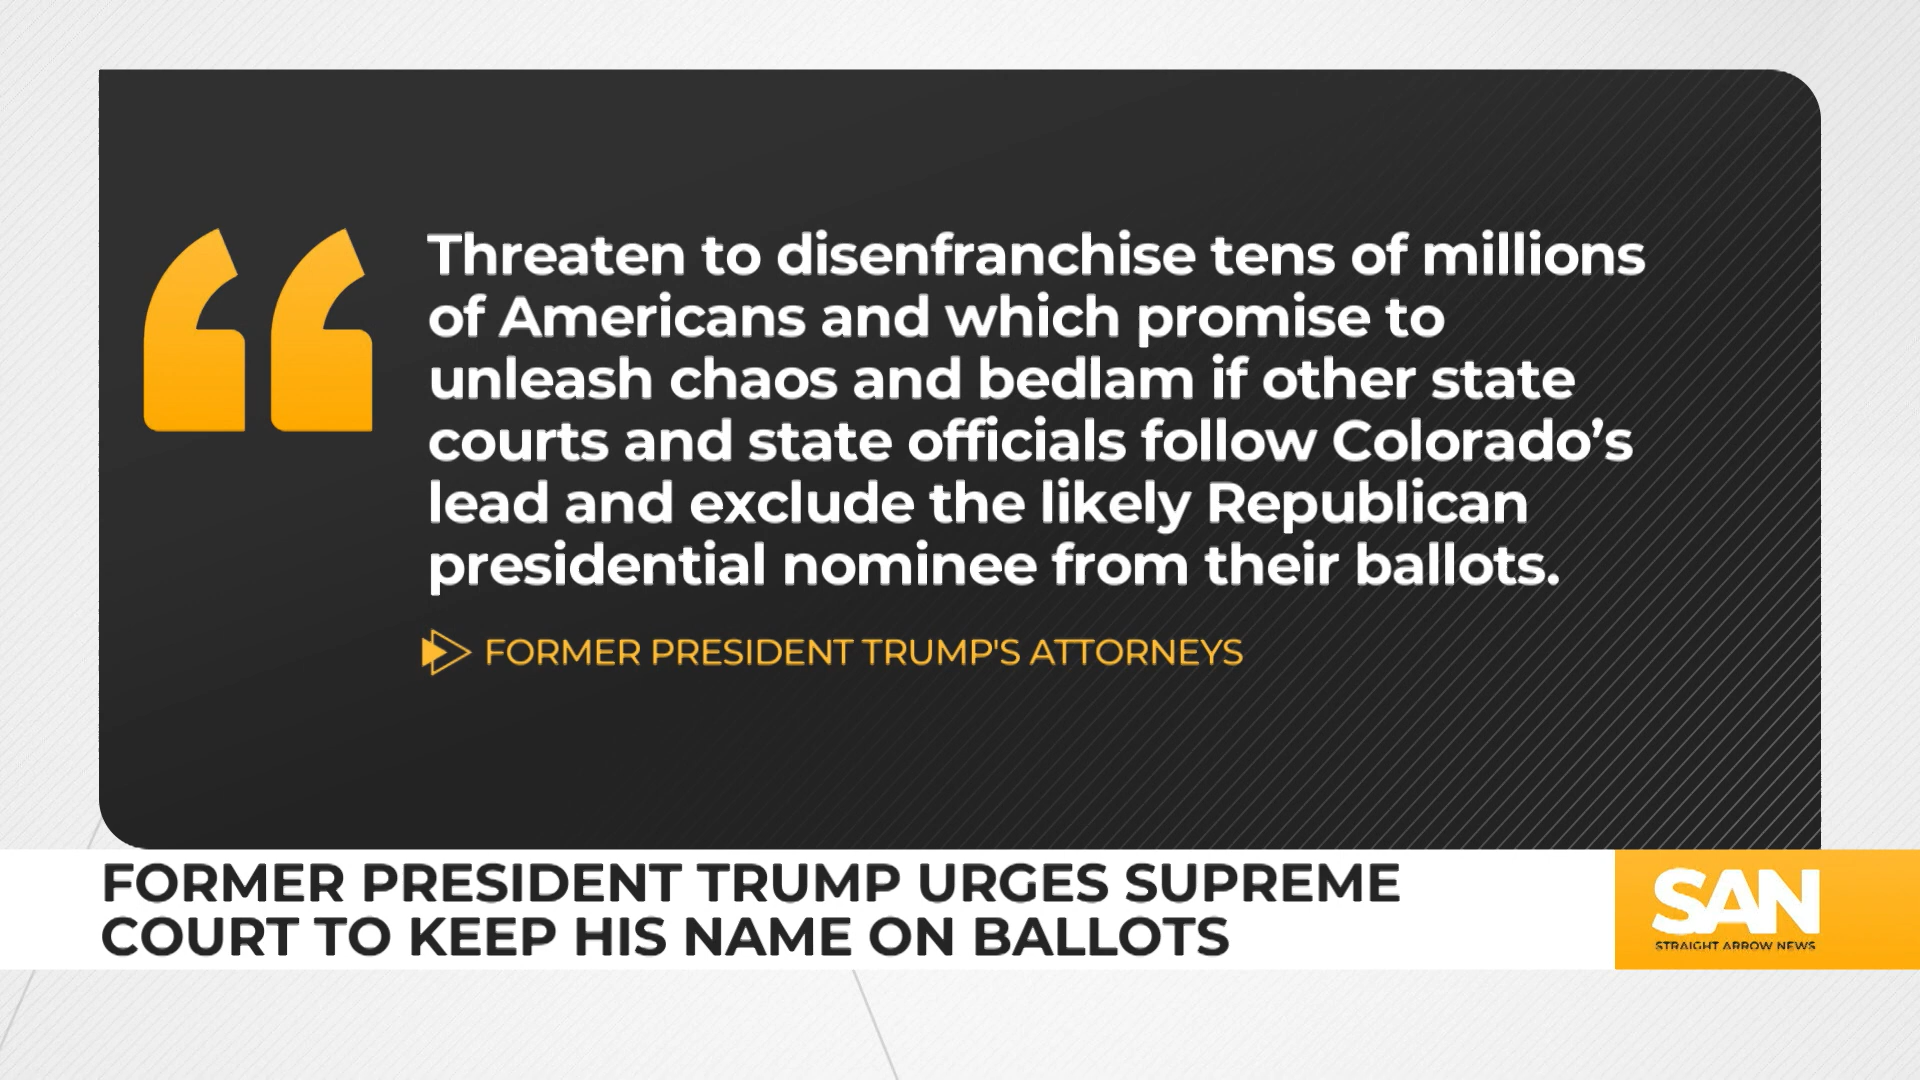 Threaten to disenfranchise tens of millions
of Americans and which promise to
unleash chaos and bedlam if other state
courts and state officials follow Colorado’s
lead and exclude the likely Republican
presidential nominee from their ballots.
FORMER PRESIDENT TRUMP'S ATTORNEYS
FORMER PRESIDENT TRUMP URGES SUPREME
COURT TO KEEP HIS NAME ON BALLOTS
SAN
STRAIGHT ARROW NEWS